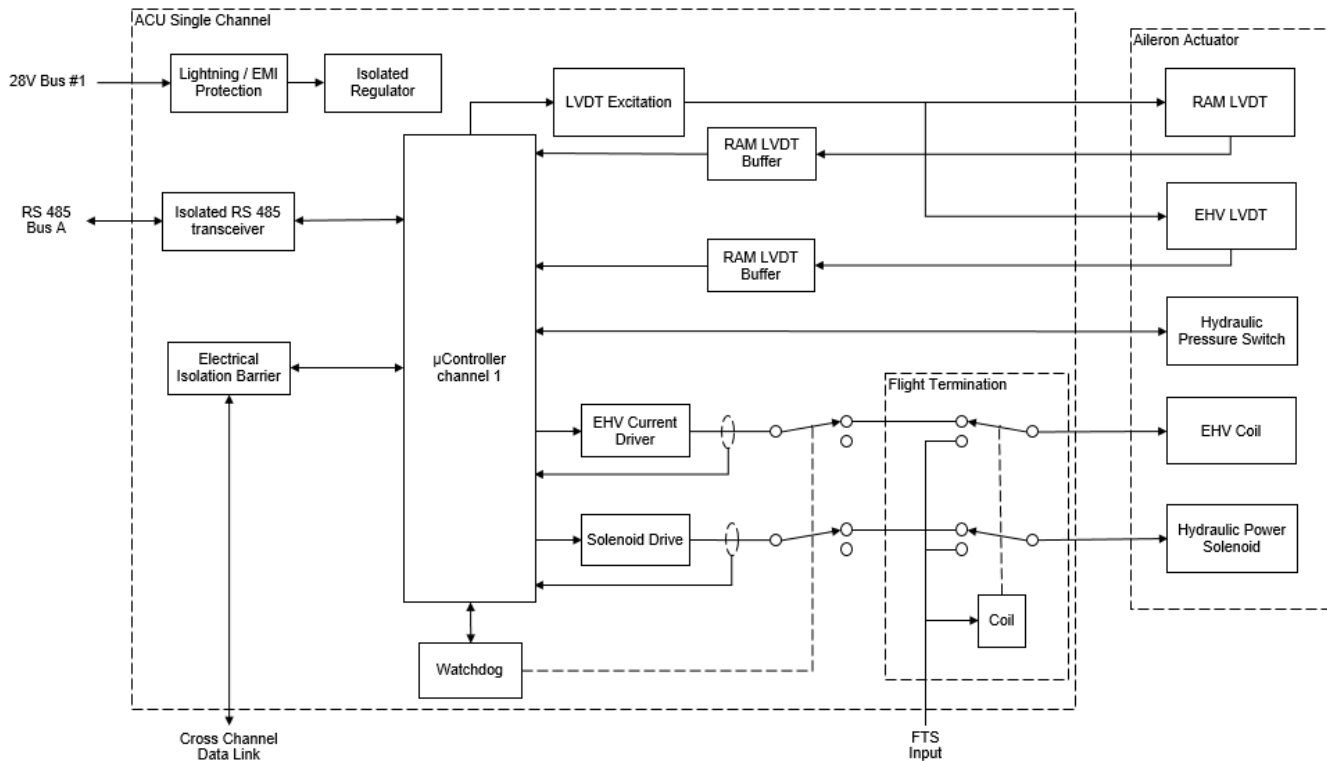 ACU Single Channel
Aileron Actuator
28V Bus #1
Lightning / EMI
Protection
Isolated
Regulator
LVDT Excitation
RAM LVDT
RAM LVDT
Buffer
RS 485
Bus A
Isolated RS 485
transceiver
EHV LVDT
RAM LVDT
Buffer
Hydraulic
Pressure Switch
Electrical
Isolation Barrier
µController
channel 1
Flight Termination
EHV Current
Driver
EHV Coil
Solenoid Drive
Hydraulic Power
Solenoid
Coil
Watchdog
Cross Channel
Data Link
FTS
Input